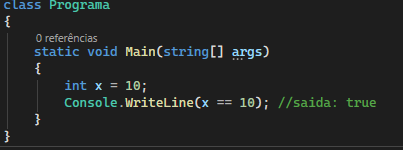 class Programa
{
0 referências
static void Main(string[] args)
{
int x = 10;
Console.WriteLine(x == 10); //saida: true
}
}